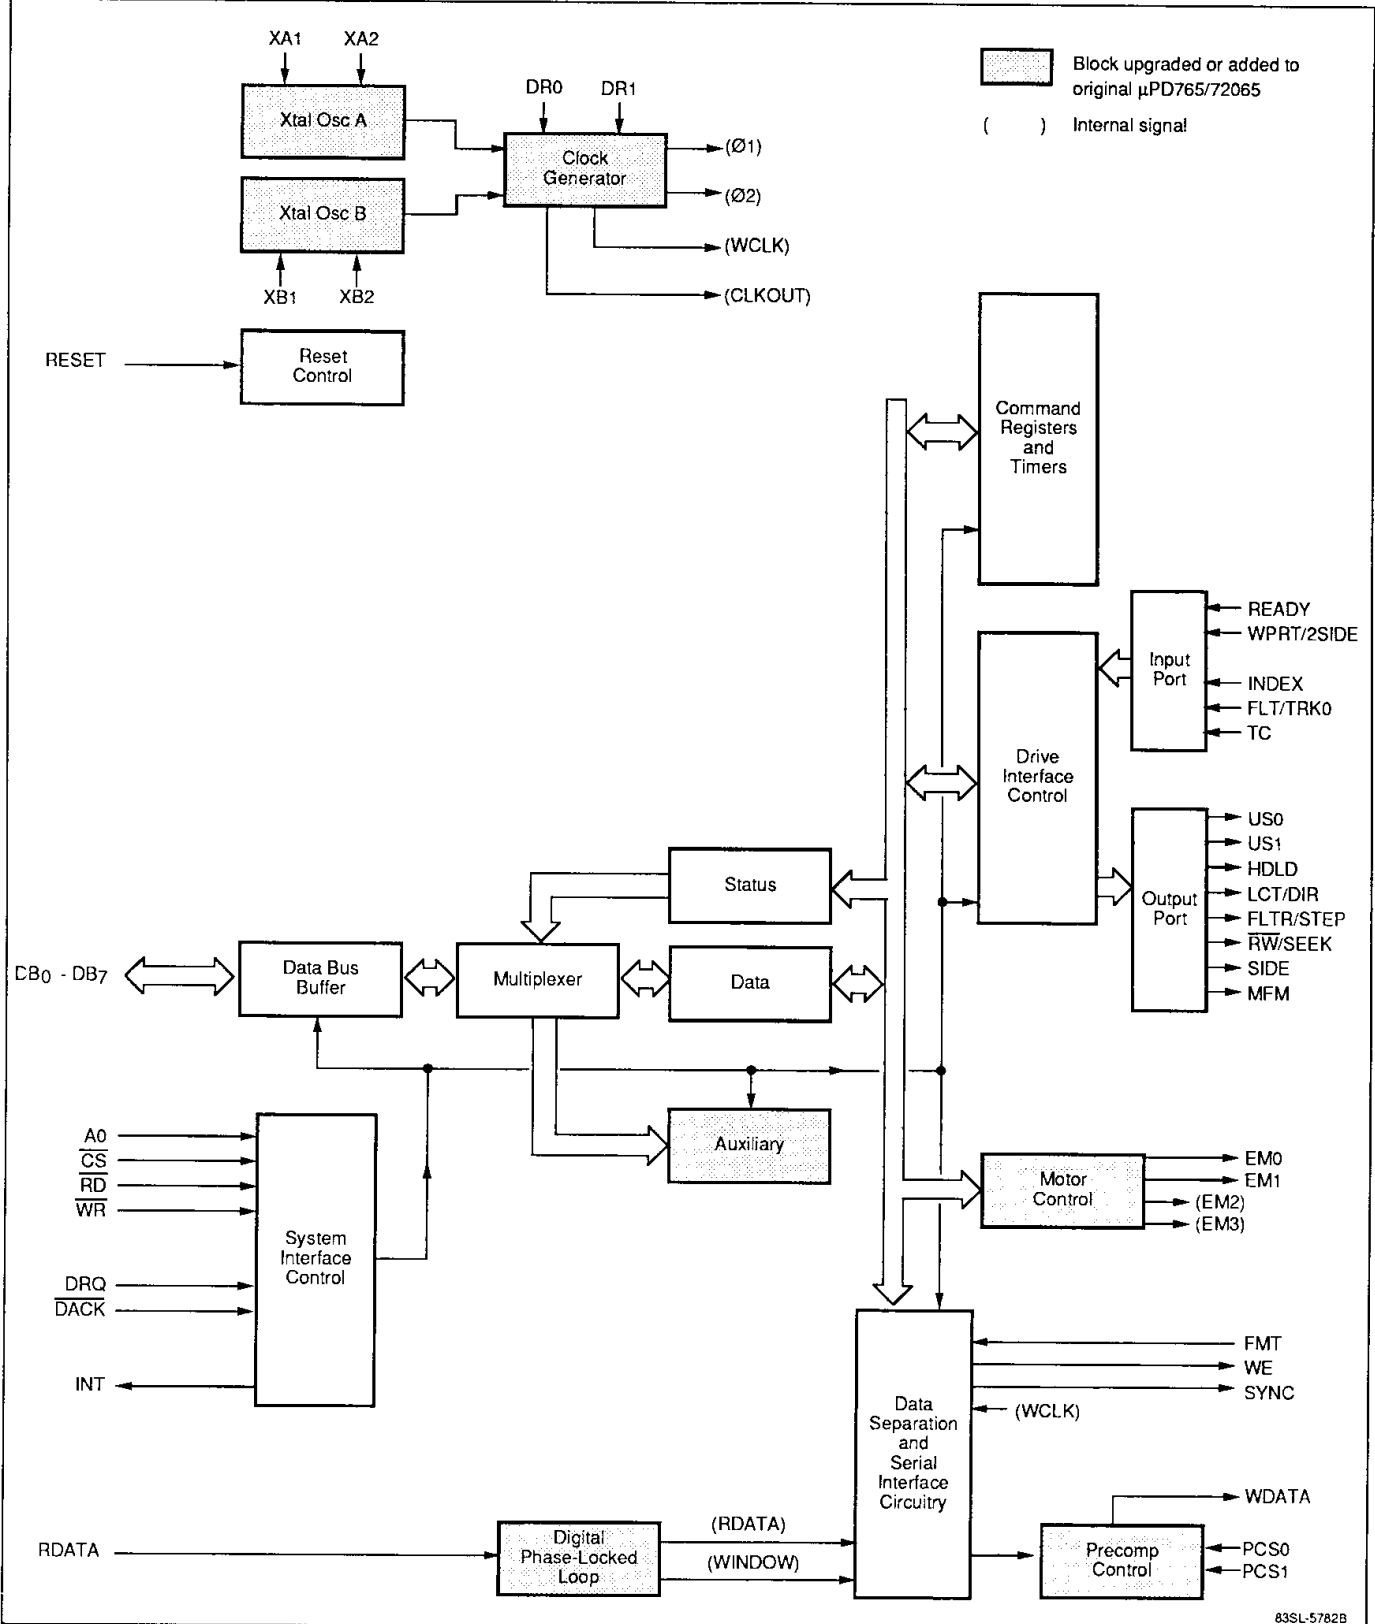 XA1 XA2
Xtal Osc A
DR0 DR1
Clock
Generator
(Ø1)
(Ø2)
Xtal Osc B
(WCLK)
XB1 XB2
(CLKOUT)
Block upgraded or added to
original µPD765/72065
( ) Internal signal
RESET
Reset
Control
Command
Registers
and
Timers
Input
Port
READY
WPRT/2SIDE
INDEX
FLT/TRK0
TC
Drive
Interface
Control
Output
Port
US0
US1
HDLD
LCT/DIR
FLTR/STEP
R̅W̅/SEEK
SIDE
MFM
Status
DB0 - DB7
Data Bus
Buffer
Multiplexer
Data
Auxiliary
A0
C̅S̅
R̅D̅
W̅R̅
DRQ
D̅A̅C̅K̅
INT
System
Interface
Control
Motor
Control
EM0
EM1
(EM2)
(EM3)
Data
Separation
and
Serial
Interface
Circuitry
FMT
WE
SYNC
(WCLK)
RDATA
Digital
Phase-Locked
Loop
(RDATA)
(WINDOW)
Precomp
Control
WDATA
PCS0
PCS1
83SL-5782B